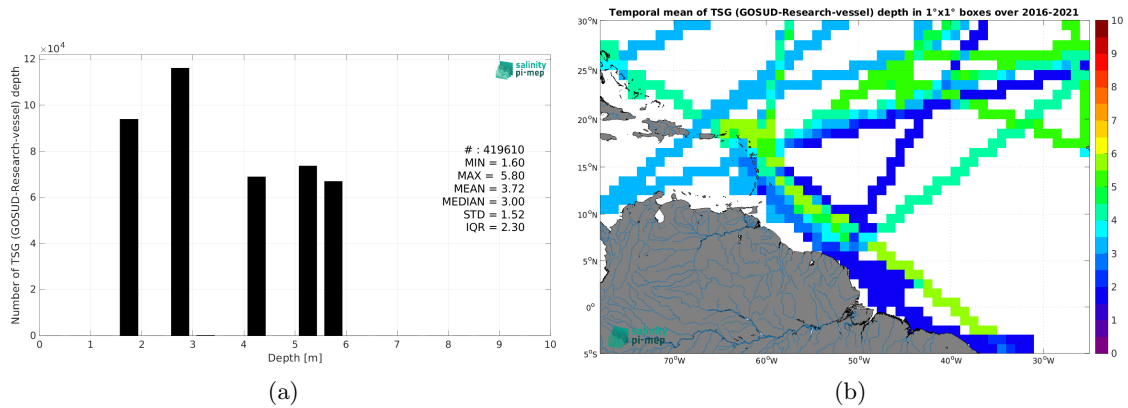 ×10⁴
12
10
8
6
4
2
0
Number of TSG (GOSUD-Research-vessel) depth
0 1 2 3 4 5 6 7 8 9 10
Depth [m]
salinity
pi-mep
# : 419610
MIN = 1.60
MAX = 5.80
MEAN = 3.72
MEDIAN = 3.00
STD = 1.52
IQR = 2.30
(a)
Temporal mean of TSG (GOSUD-Research-vessel) depth in 1°x1° boxes over 2016-2021
30°N
25°N
20°N
15°N
10°N
5°N
0°
5°S
70°W 60°W 50°W 40°W 30°W
salinity
pi-mep
10
9
8
7
6
5
4
3
2
1
0
(b)